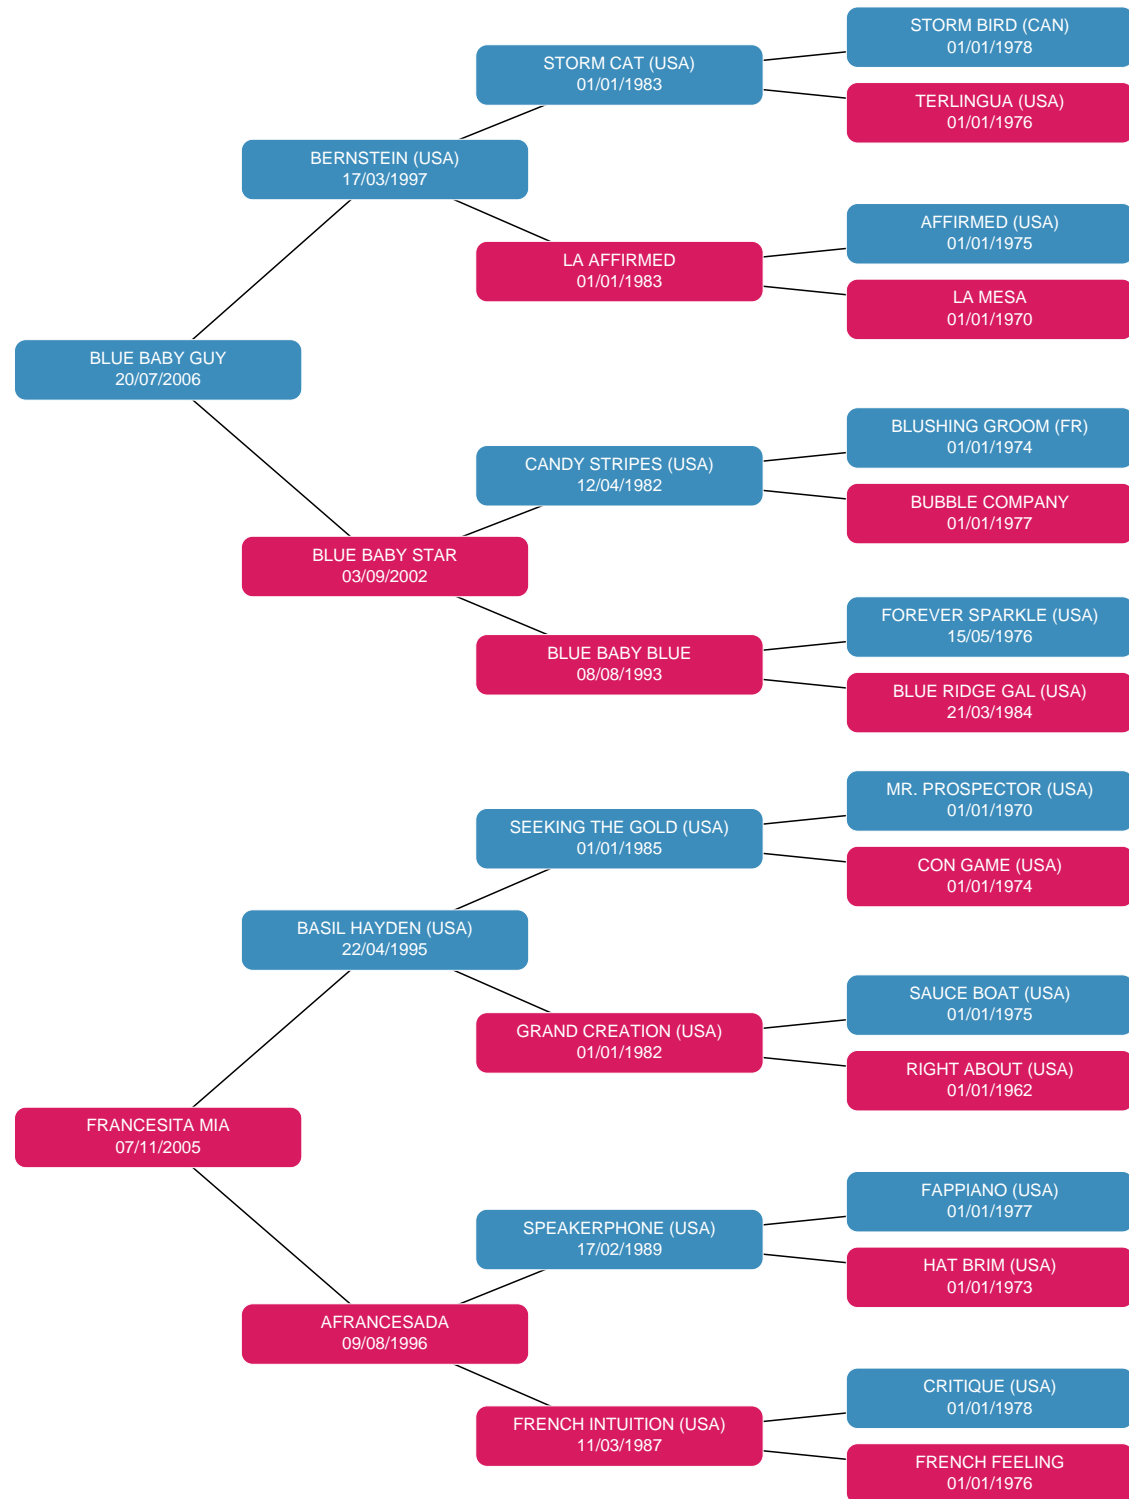 STORM BIRD (CAN)
01/01/1978
STORM CAT (USA)
01/01/1983
TERLINGUA (USA)
01/01/1976
BERNSTEIN (USA)
17/03/1997
AFFIRMED (USA)
01/01/1975
LA AFFIRMED
01/01/1983
LA MESA
01/01/1970
BLUE BABY GUY
20/07/2006
BLUSHING GROOM (FR)
01/01/1974
CANDY STRIPES (USA)
12/04/1982
BUBBLE COMPANY
01/01/1977
BLUE BABY STAR
03/09/2002
FOREVER SPARKLE (USA)
15/05/1976
BLUE BABY BLUE
08/08/1993
BLUE RIDGE GAL (USA)
21/03/1984
MR. PROSPECTOR (USA)
01/01/1970
SEEKING THE GOLD (USA)
01/01/1985
CON GAME (USA)
01/01/1974
BASIL HAYDEN (USA)
22/04/1995
SAUCE BOAT (USA)
01/01/1975
GRAND CREATION (USA)
01/01/1982
RIGHT ABOUT (USA)
01/01/1962
FRANCESITA MIA
07/11/2005
FAPPIANO (USA)
01/01/1977
SPEAKERPHONE (USA)
17/02/1989
HAT BRIM (USA)
01/01/1973
AFRANCESADA
09/08/1996
CRITIQUE (USA)
01/01/1978
FRENCH INTUITION (USA)
11/03/1987
FRENCH FEELING
01/01/1976